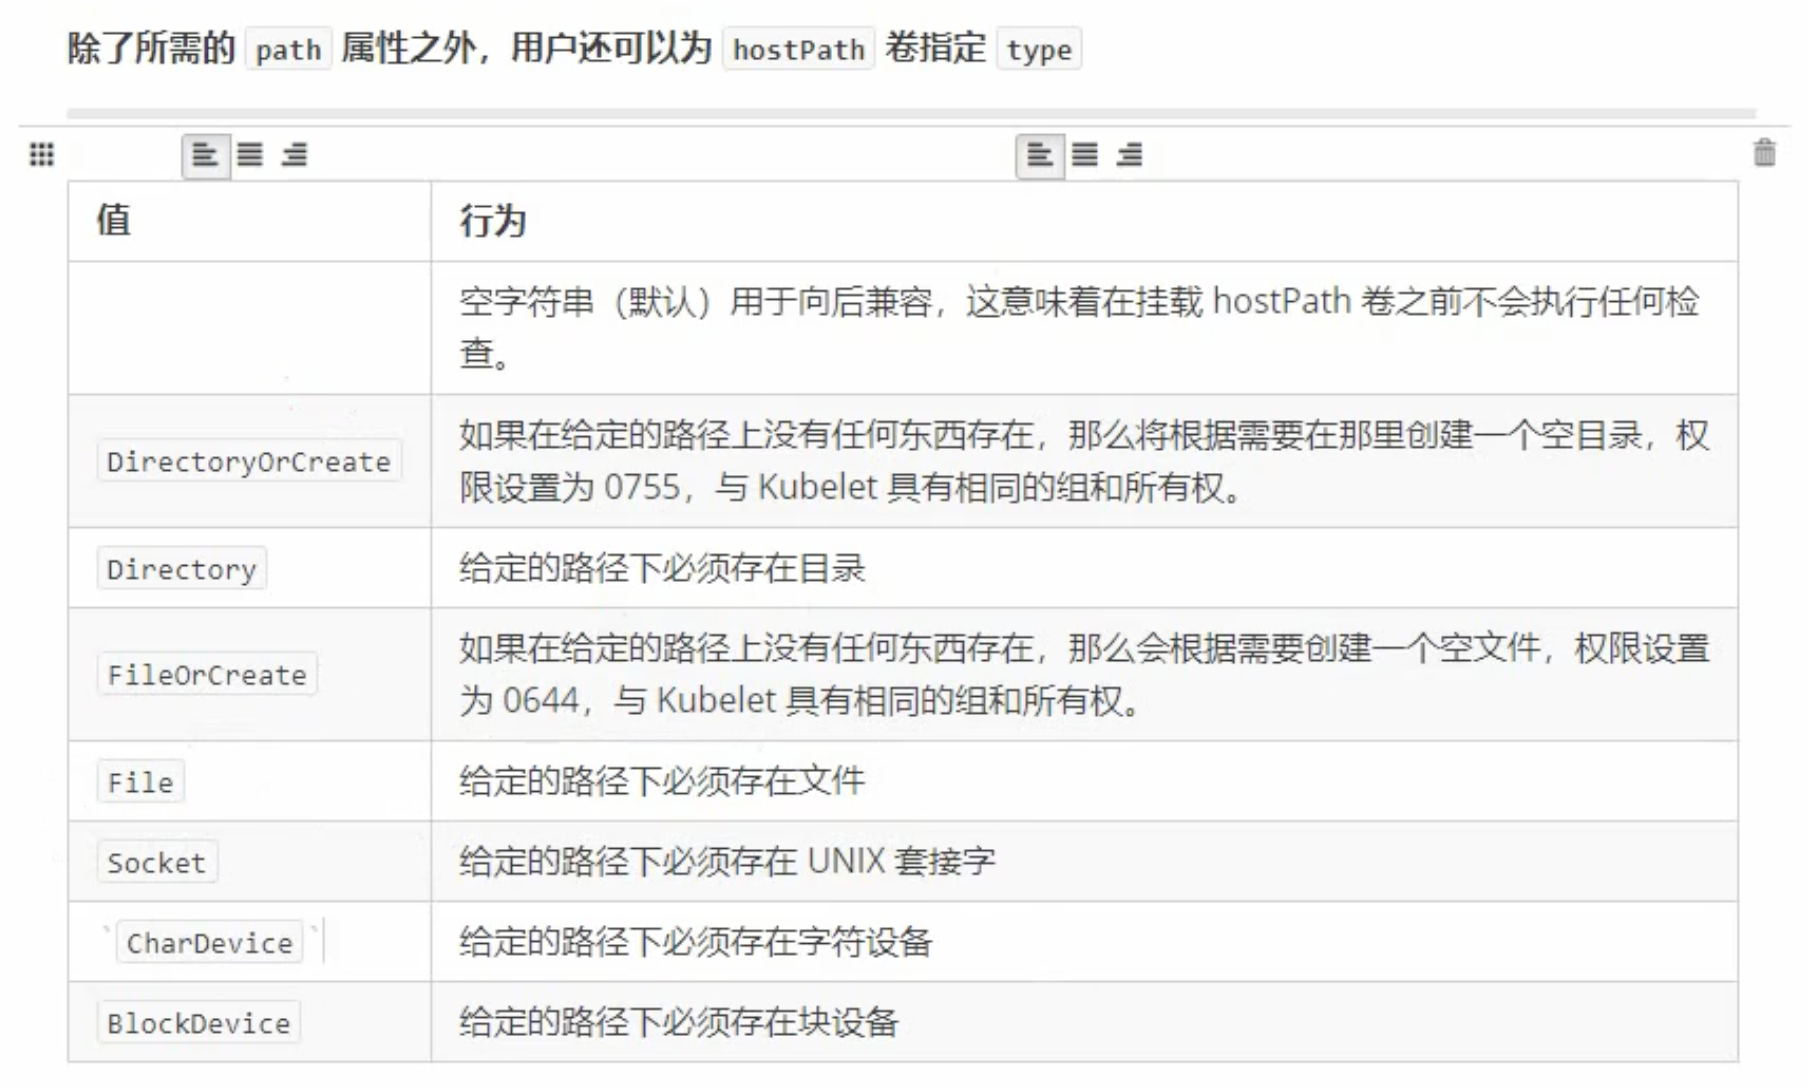 除了所需的 path 属性之外，用户还可以为 hostPath 卷指定 type
值 行为
空字符串（默认）用于向后兼容，这意味着在挂载 hostPath 卷之前不会执行任何检
查。
DirectoryOrCreate 如果在给定的路径上没有任何东西存在，那么将根据需要在那里创建一个空目录，权
限设置为 0755，与 Kubelet 具有相同的组和所有权。
Directory 给定的路径下必须存在目录
FileOrCreate 如果在给定的路径上没有任何东西存在，那么会根据需要创建一个空文件，权限设置
为 0644，与 Kubelet 具有相同的组和所有权。
File 给定的路径下必须存在文件
Socket 给定的路径下必须存在 UNIX 套接字
`CharDevice` 给定的路径下必须存在字符设备
BlockDevice 给定的路径下必须存在块设备